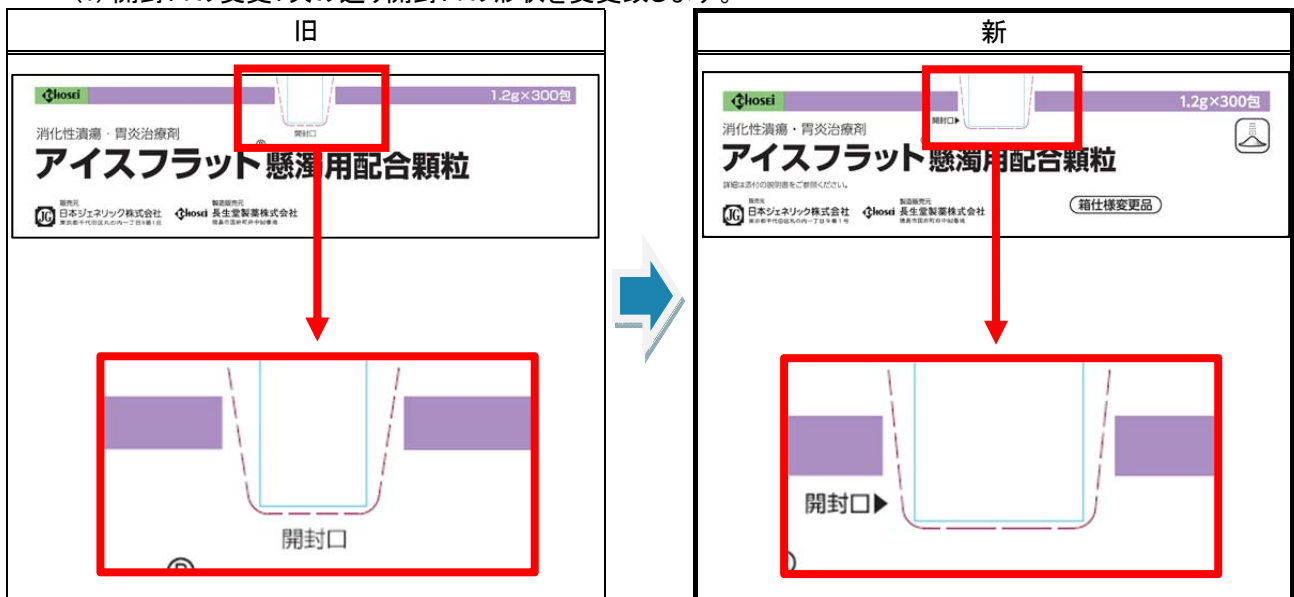 旧
新
Chosei
1.2g×300包
開封口
消化性潰瘍・胃炎治療剤
アイスフラット懸濁用配合顆粒
販売元
日本ジェネリック株式会社
製造販売元
Chosei 長生堂製薬株式会社
JG
開封口
Chosei
1.2g×300包
開封口▶
消化性潰瘍・胃炎治療剤
アイスフラット懸濁用配合顆粒
詳細は添付の説明書をご参照ください。
販売元
日本ジェネリック株式会社
製造販売元
Chosei 長生堂製薬株式会社
JG
箱仕様変更品
開封口▶